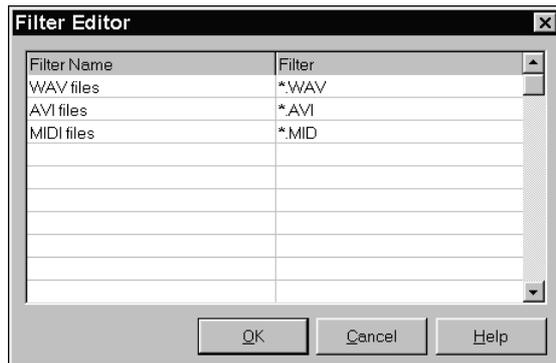 Filter Editor
Filter Name Filter
WAV files *.WAV
AVI files *.AVI
MIDI files *.MID
OK Cancel Help